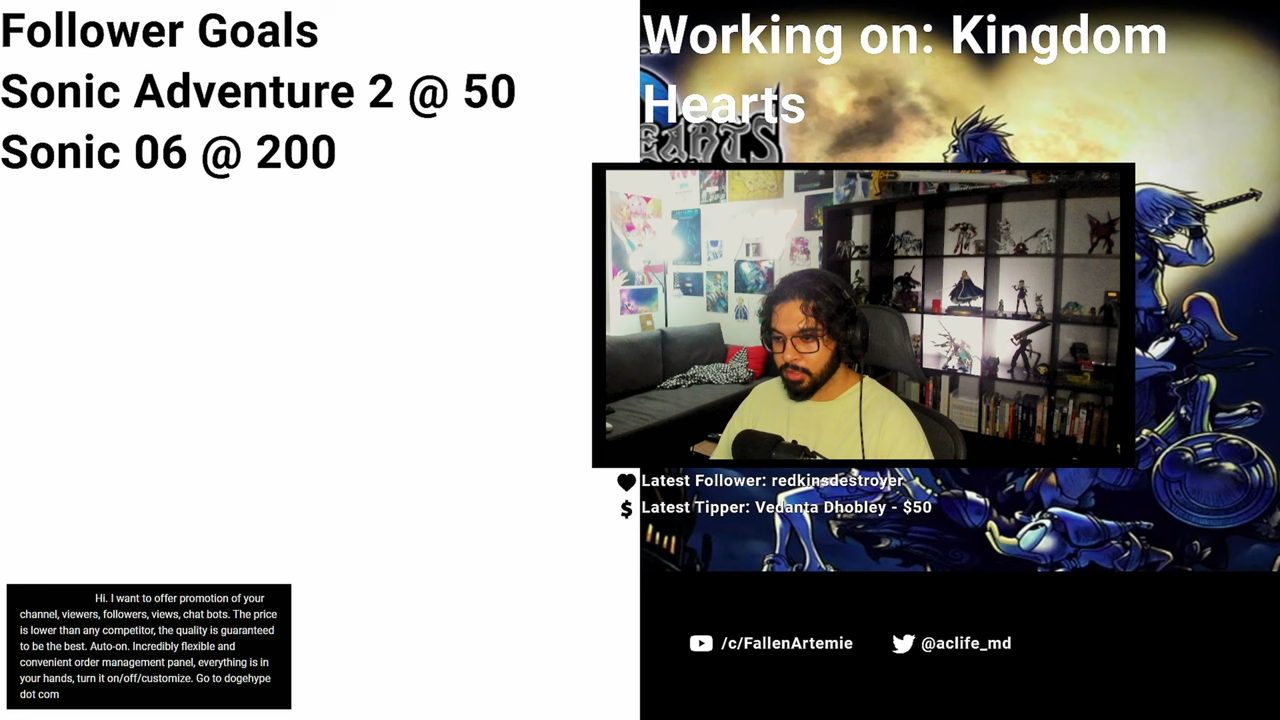 Follower Goals
Sonic Adventure 2 @ 50
Sonic 06 @ 200
Working on: Kingdom
Hearts
EARTS
Latest Follower: redkinsdestroyer
Latest Tipper: Vedanta Dhobley - $50
Hi. I want to offer promotion of your
channel, viewers, followers, views, chat bots. The price
is lower than any competitor, the quality is guaranteed
to be the best. Auto-on. Incredibly flexible and
convenient order management panel, everything is in
your hands, turn it on/off/customize. Go to dogehype
dot com
/c/FallenArtemie
@aclife_md